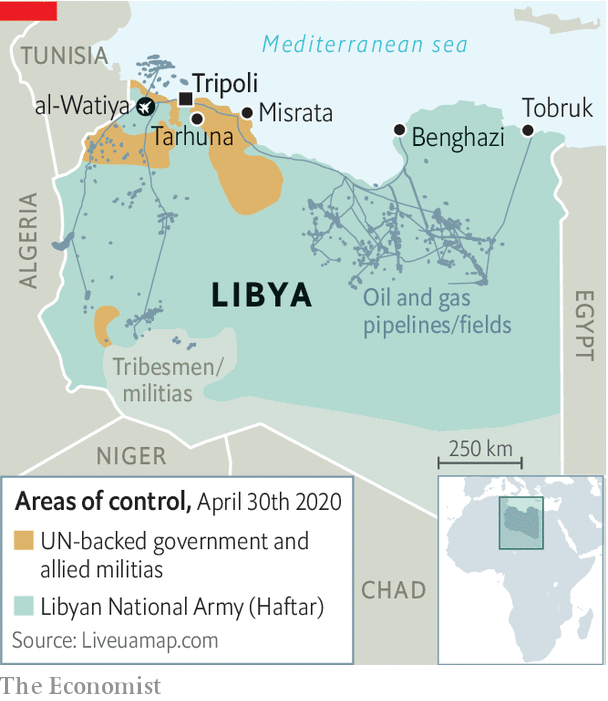 TUNISIA
Mediterranean sea
al-Watiya
Tripoli
Tarhuna
Misrata
Benghazi
Tobruk
ALGERIA
LIBYA
Oil and gas
pipelines/fields
EGYPT
Tribesmen/
militias
NIGER
250 km
CHAD
Areas of control, April 30th 2020
UN-backed government and
allied militias
Libyan National Army (Haftar)
Source: Liveuamap.com
The Economist